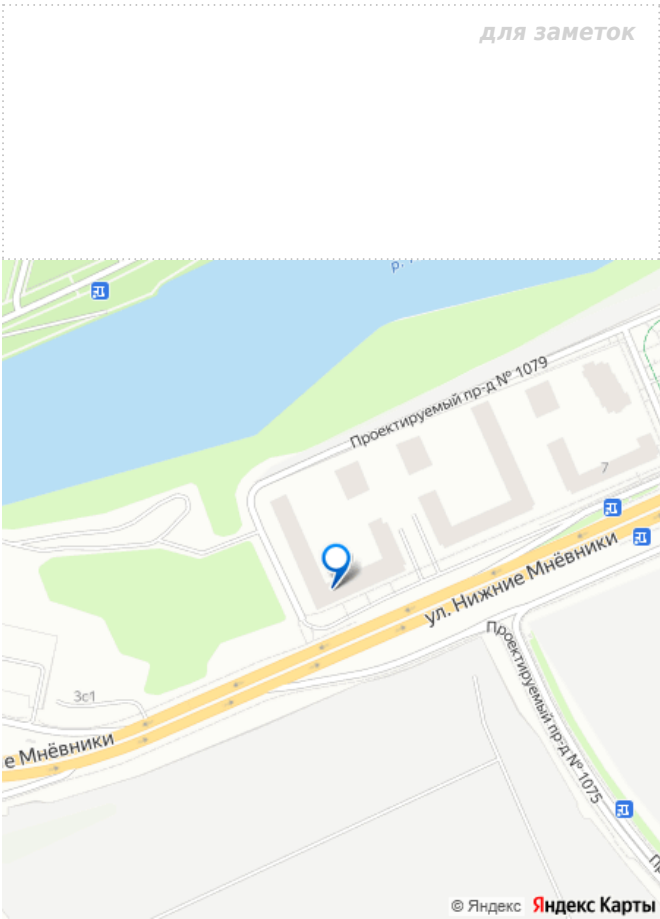 для заметок
р.
Проектируемый пр-д № 1079
7
ул. Нижние Мнёвники
Проектируемый пр-д № 1075
3с1
е Мнёвники
© Яндекс Яндекс Карты